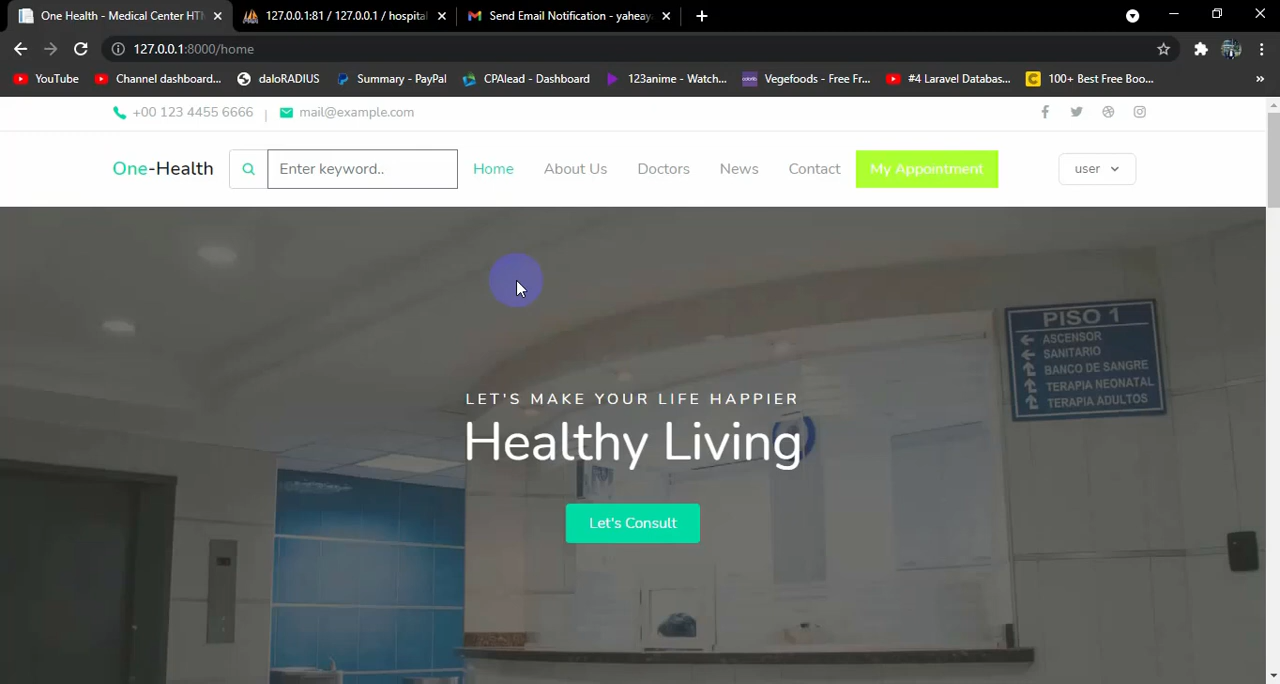 One Health - Medical Center HTM
127.0.0.1:81 / 127.0.0.1 / hospital
Send Email Notification - yaheaya
127.0.0.1:8000/home
YouTube
Channel dashboard...
daloRADIUS
Summary - PayPal
CPAlead - Dashboard
123anime - Watch...
Vegefoods - Free Fr...
#4 Laravel Databas...
100+ Best Free Boo...
+00 123 4455 6666 | mail@example.com
One-Health
Enter keyword..
Home
About Us
Doctors
News
Contact
My Appointment
user
PISO 1
ASCENSOR
SANITARIO
BANCO DE SANGRE
TERAPIA NEONATAL
TERAPIA ADULTOS
LET'S MAKE YOUR LIFE HAPPIER
Healthy Living
Let's Consult